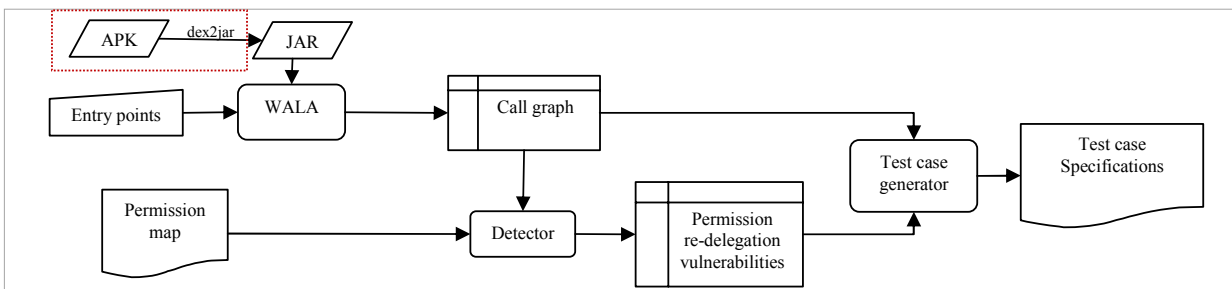 APK
dex2jar
JAR
Entry points
WALA
Call graph
Test case
generator
Test case
Specifications
Permission
map
Detector
Permission
re-delegation
vulnerabilities